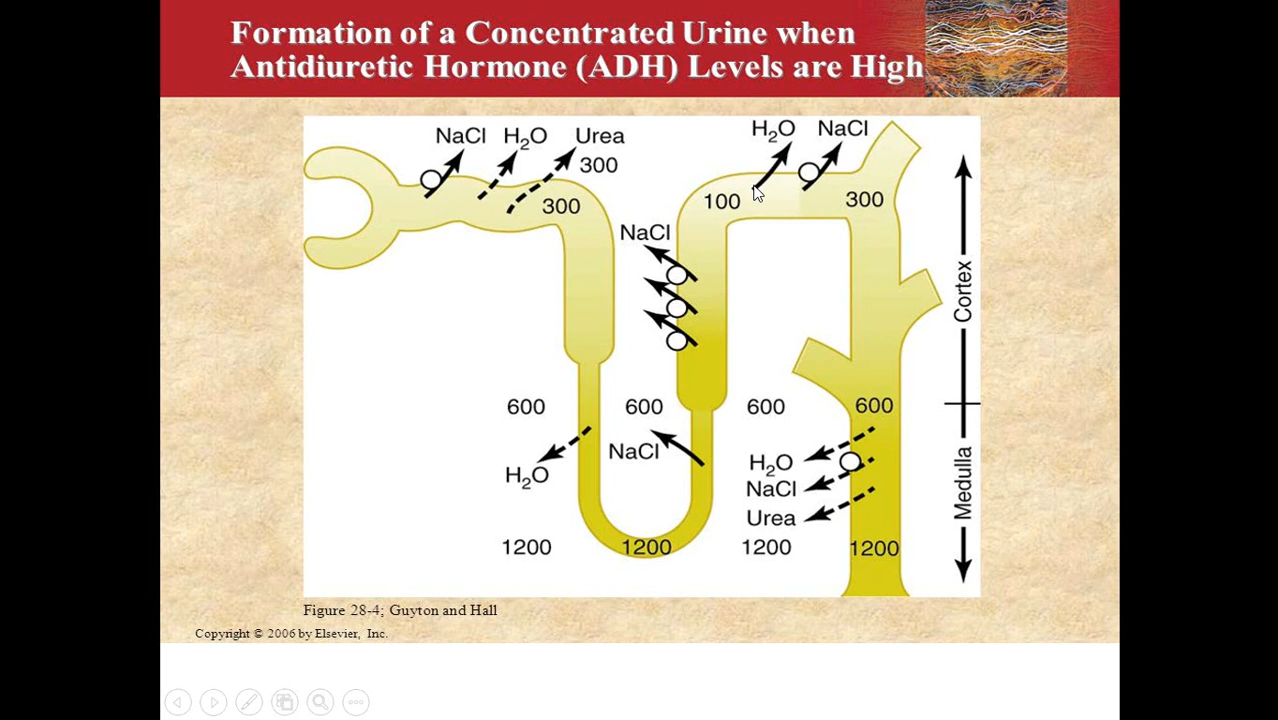 Formation of a Concentrated Urine when
Antidiuretic Hormone (ADH) Levels are High
NaCl H₂O Urea
300
300
H₂O NaCl
100
300
NaCl
Cortex
600 600 600 600
H₂O
NaCl
H₂O
NaCl
Urea
Medulla
1200 1200 1200 1200
Figure 28-4; Guyton and Hall
Copyright © 2006 by Elsevier, Inc.